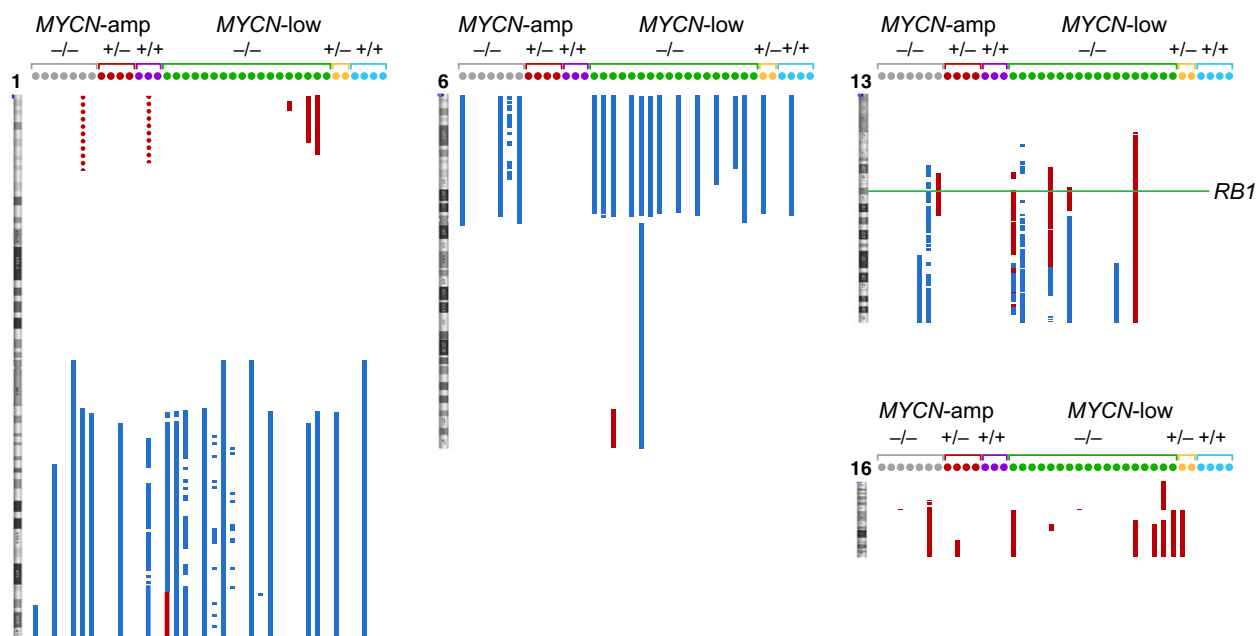 MYCN-amp MYCN-low
–/– +/– +/+ –/– +/– +/+
1
MYCN-amp MYCN-low
–/– +/– +/+ –/– +/– +/+
6
MYCN-amp MYCN-low
–/– +/– +/+ –/– +/– +/+
13
RB1
MYCN-amp MYCN-low
–/– +/– +/+ –/– +/– +/+
16